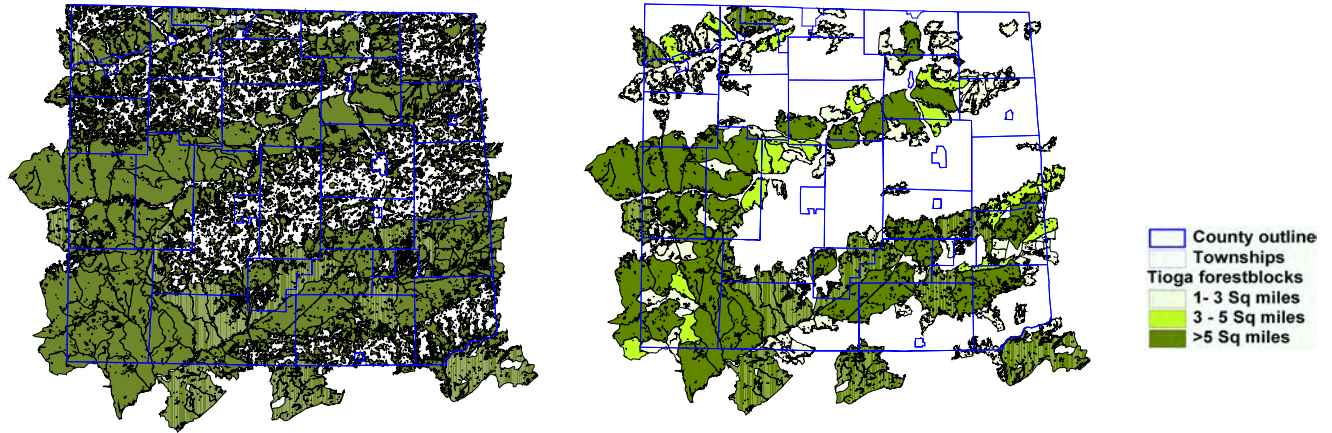 County outline
Townships
Tioga forestblocks
1- 3 Sq miles
3 - 5 Sq miles
>5 Sq miles